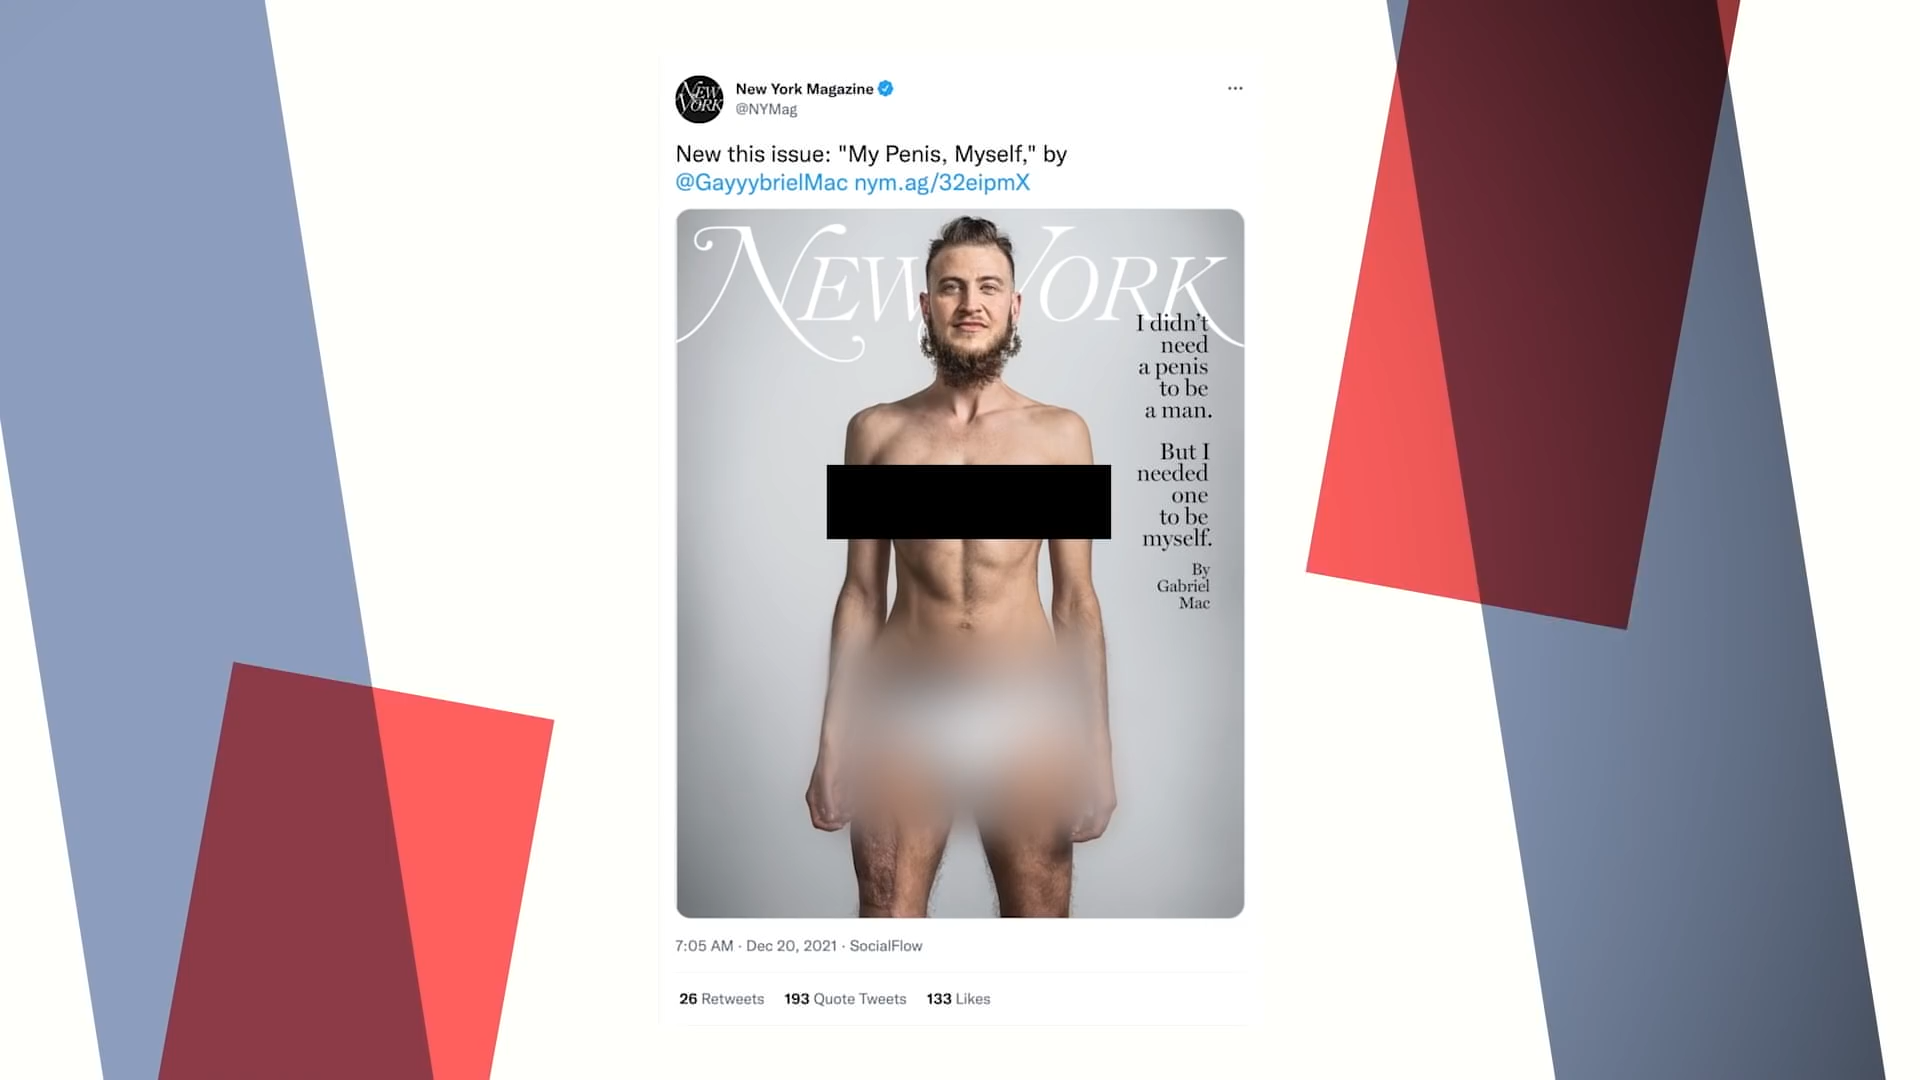 NEW YORK
New York Magazine
@NYMag
New this issue: "My Penis, Myself," by
@GayyybrielMac nym.ag/32eipmX
NEW YORK
I didn't
need
a penis
to be
a man.
But I
needed
one
to be
myself.
By
Gabriel
Mac
7:05 AM · Dec 20, 2021 · SocialFlow
26 Retweets 193 Quote Tweets 133 Likes